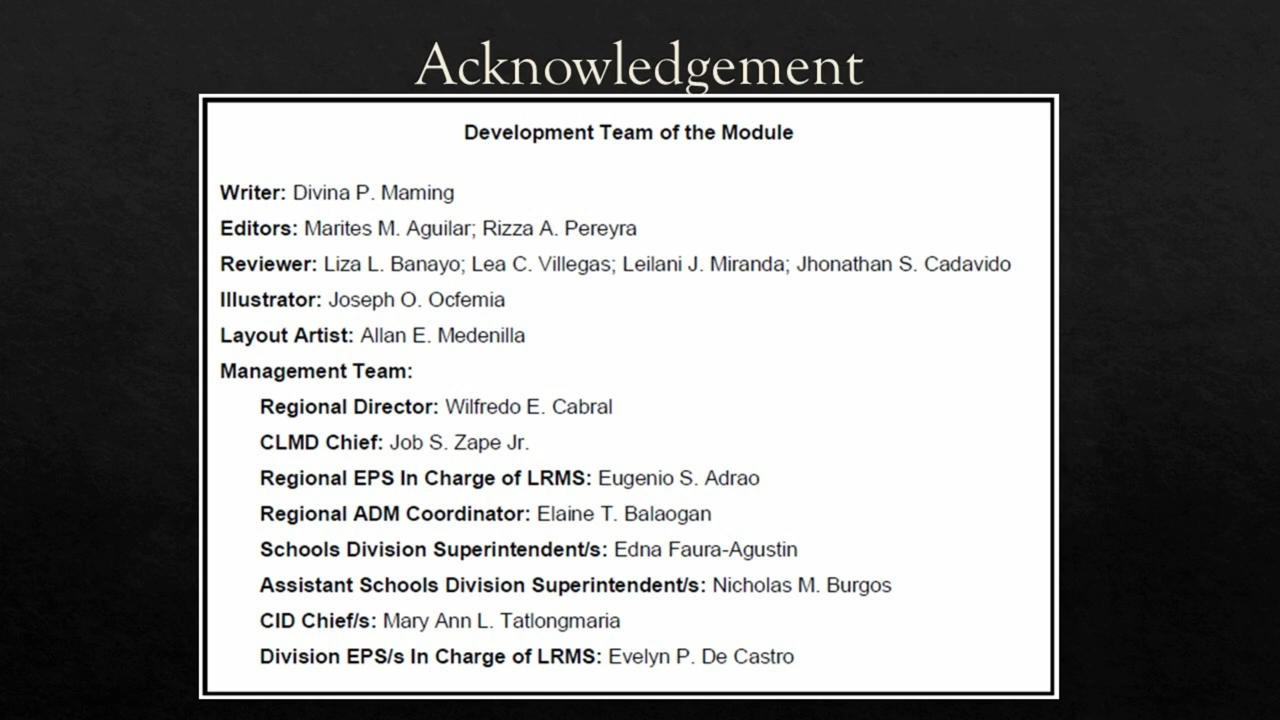 Acknowledgement
Development Team of the Module
Writer: Divina P. Maming
Editors: Marites M. Aguilar; Rizza A. Pereyra
Reviewer: Liza L. Banayo; Lea C. Villegas; Leilani J. Miranda; Jhonathan S. Cadavido
Illustrator: Joseph O. Ocfemia
Layout Artist: Allan E. Medenilla
Management Team:
Regional Director: Wilfredo E. Cabral
CLMD Chief: Job S. Zape Jr.
Regional EPS In Charge of LRMS: Eugenio S. Adrao
Regional ADM Coordinator: Elaine T. Balaogan
Schools Division Superintendent/s: Edna Faura-Agustin
Assistant Schools Division Superintendent/s: Nicholas M. Burgos
CID Chief/s: Mary Ann L. Tatlongmaria
Division EPS/s In Charge of LRMS: Evelyn P. De Castro